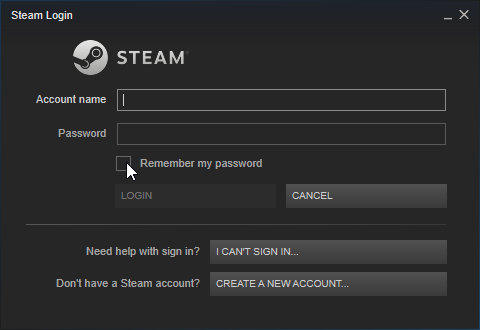 Steam Login
STEAM
Account name
Password
Remember my password
LOGIN
CANCEL
Need help with sign in?
I CAN'T SIGN IN...
Don't have a Steam account?
CREATE A NEW ACCOUNT...